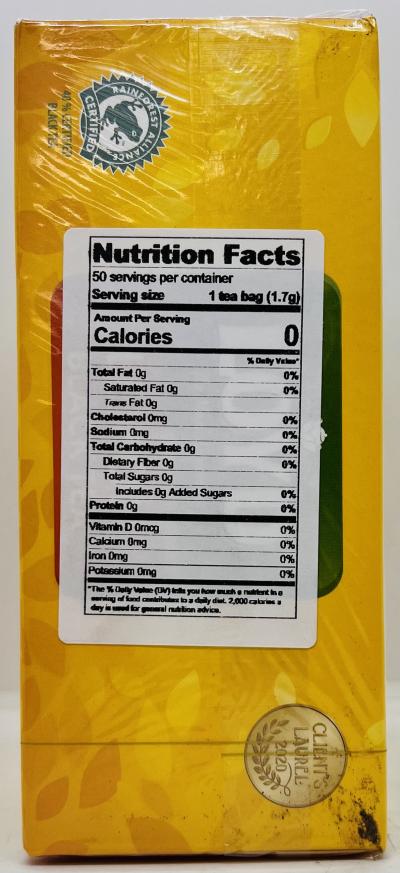 RAINFOREST ALLIANCE
CERTIFIED
Nutrition Facts
50 servings per container
Serving size 1 tea bag (1.7g)
Amount Per Serving
Calories 0
% Daily Value*
Total Fat 0g 0%
Saturated Fat 0g 0%
Trans Fat 0g
Cholesterol 0mg 0%
Sodium 0mg 0%
Total Carbohydrate 0g 0%
Dietary Fiber 0g 0%
Total Sugars 0g
Includes 0g Added Sugars 0%
Protein 0g 0%
Vitamin D 0mcg 0%
Calcium 0mg 0%
Iron 0mg 0%
Potassium 0mg 0%
*The % Daily Value (DV) tells you how much a nutrient in a
serving of food contributes to a daily diet. 2,000 calories a
day is used for general nutrition advice.
CLIENT'S
LAUREL
2020